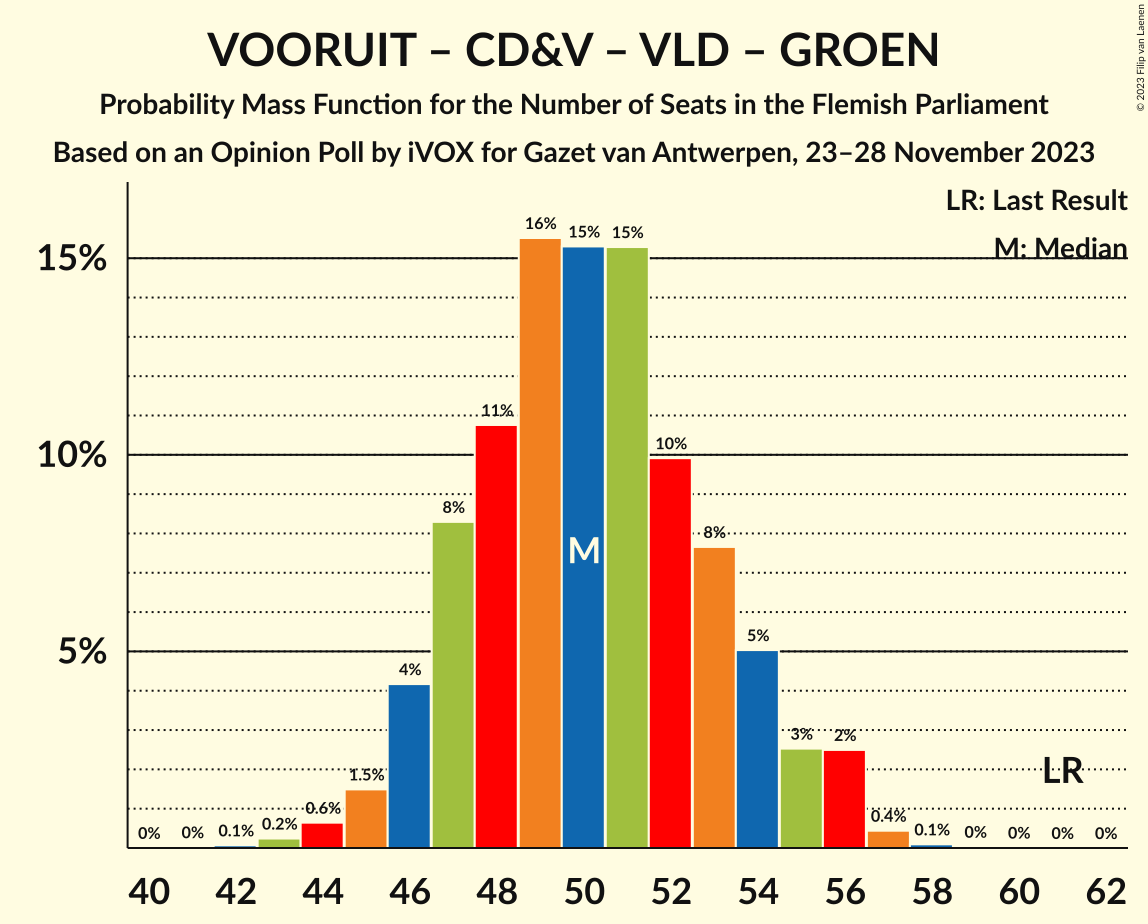 VOORUIT – CD&V – VLD – GROEN
Probability Mass Function for the Number of Seats in the Flemish Parliament
Based on an Opinion Poll by iVOX for Gazet van Antwerpen, 23–28 November 2023
© 2023 Filip van Laenen
LR: Last Result
M: Median
15%
10%
5%
0% 0% 0.1% 0.2% 0.6% 1.5% 4% 8% 11% 16% 15% 15% 10% 8% 5% 3% 2% 0.4% 0.1% 0% 0% 0% 0%
M
LR
40 42 44 46 48 50 52 54 56 58 60 62